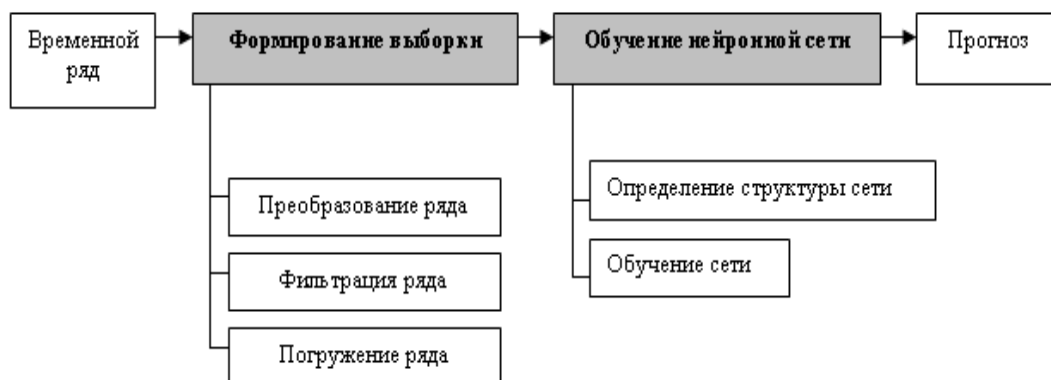 Временной
ряд
Формирование выборки
Обучение нейронной сети
Прогноз
Преобразование ряда
Фильтрация ряда
Погружение ряда
Определение структуры сети
Обучение сети